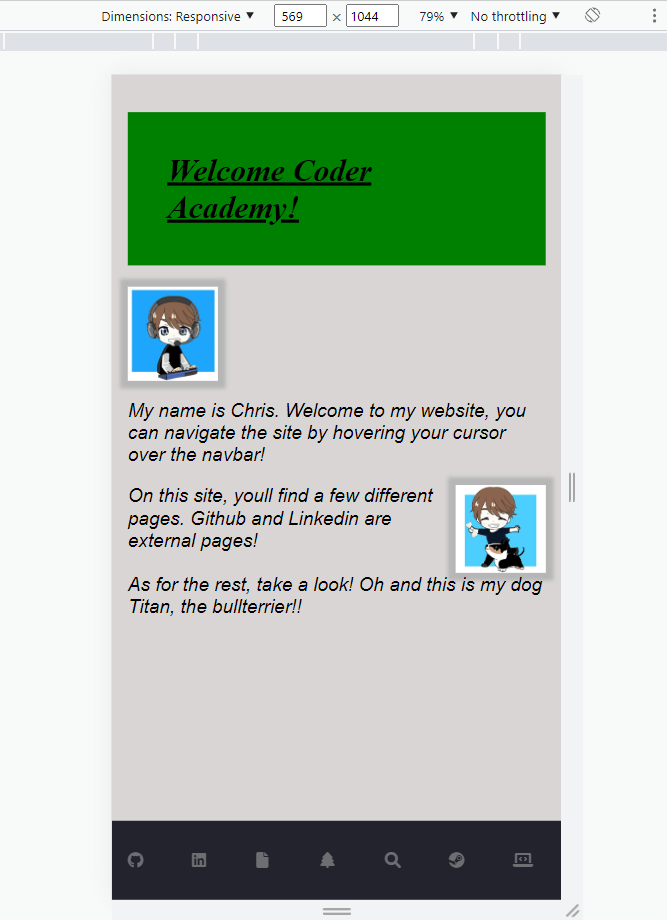 Dimensions: Responsive ▼ 569 × 1044 79% ▼ No throttling ▼
Welcome Coder
Academy!
My name is Chris. Welcome to my website, you
can navigate the site by hovering your cursor
over the navbar!
On this site, youll find a few different
pages. Github and Linkedin are
external pages!
As for the rest, take a look! Oh and this is my dog
Titan, the bullterrier!!